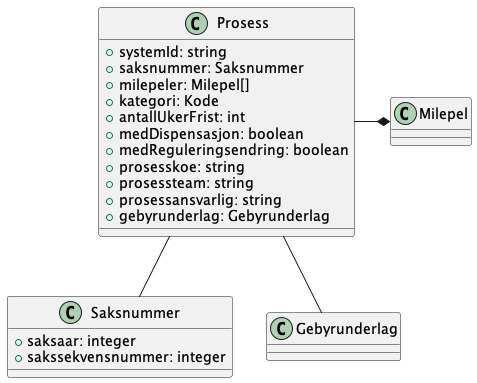 C Prosess
systemId: string
saksnummer: Saksnummer
milepeler: Milepel[]
kategori: Kode
antallUkerFrist: int
medDispensasjon: boolean
medReguleringsendring: boolean
prosesskoe: string
prosessteam: string
prosessansvarlig: string
gebyrunderlag: Gebyrunderlag
C Milepel
C Saksnummer
saksaar: integer
sakssekvensnummer: integer
C Gebyrunderlag